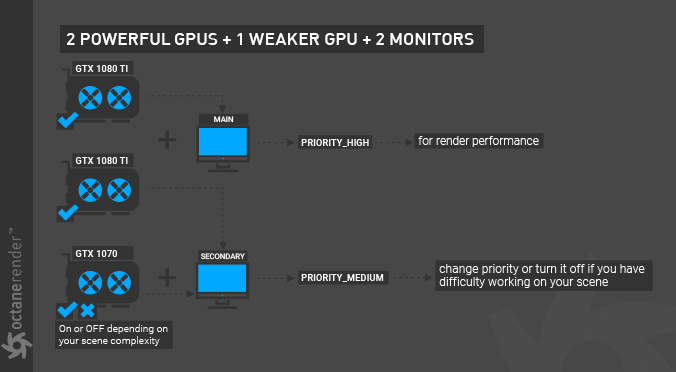 2 POWERFUL GPUS + 1 WEAKER GPU + 2 MONITORS
GTX 1080 TI
MAIN
PRIORITY_HIGH
for render performance
GTX 1080 TI
GTX 1070
SECONDARY
PRIORITY_MEDIUM
change priority or turn it off if you have
difficulty working on your scene
On or OFF depending on
your scene complexity
octanerender™